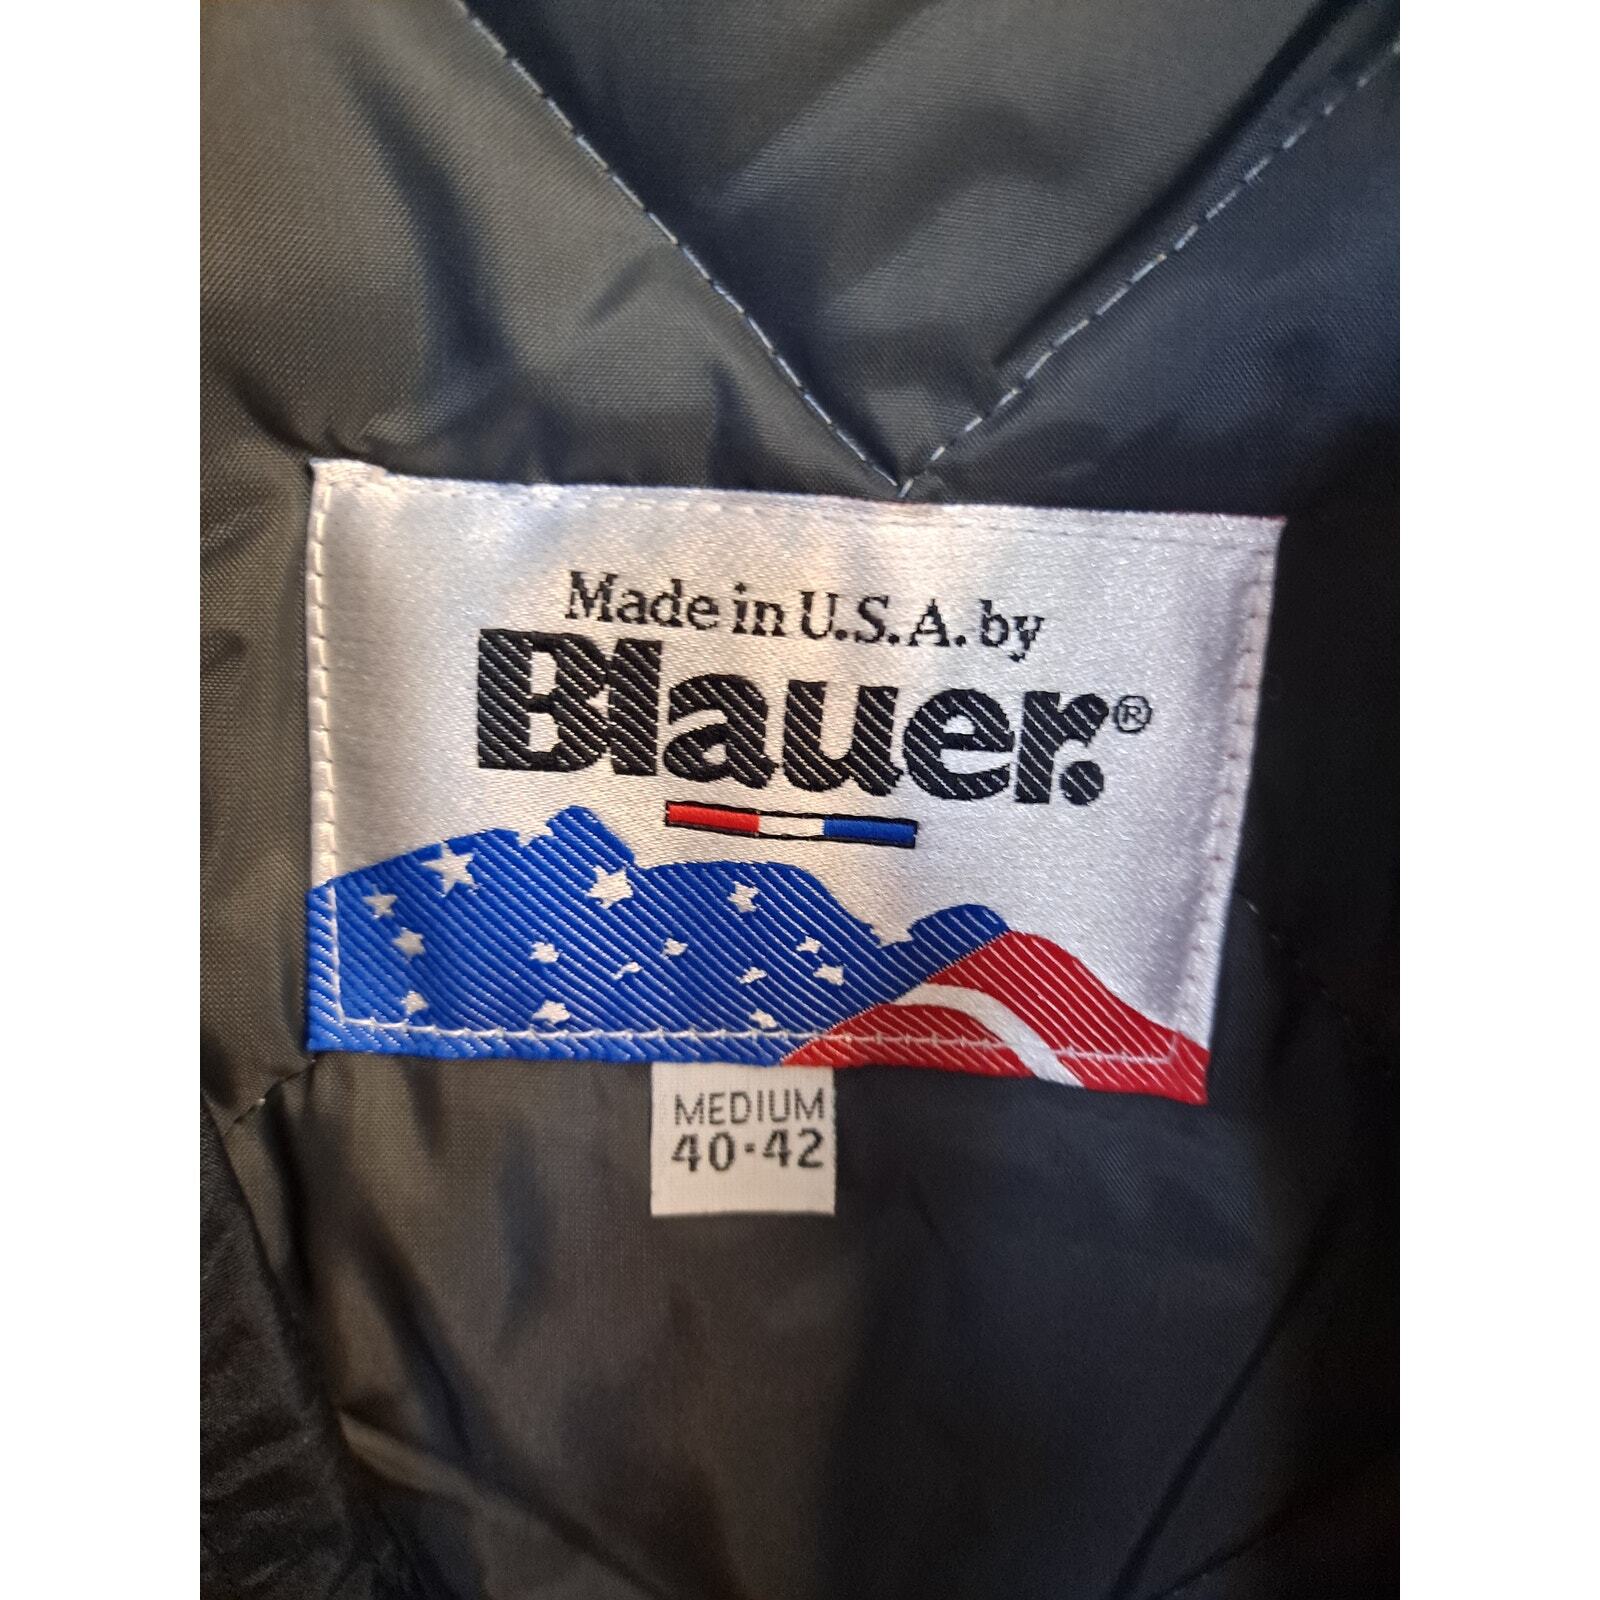 Made in U.S.A. by
Blauer.®
MEDIUM
40-42